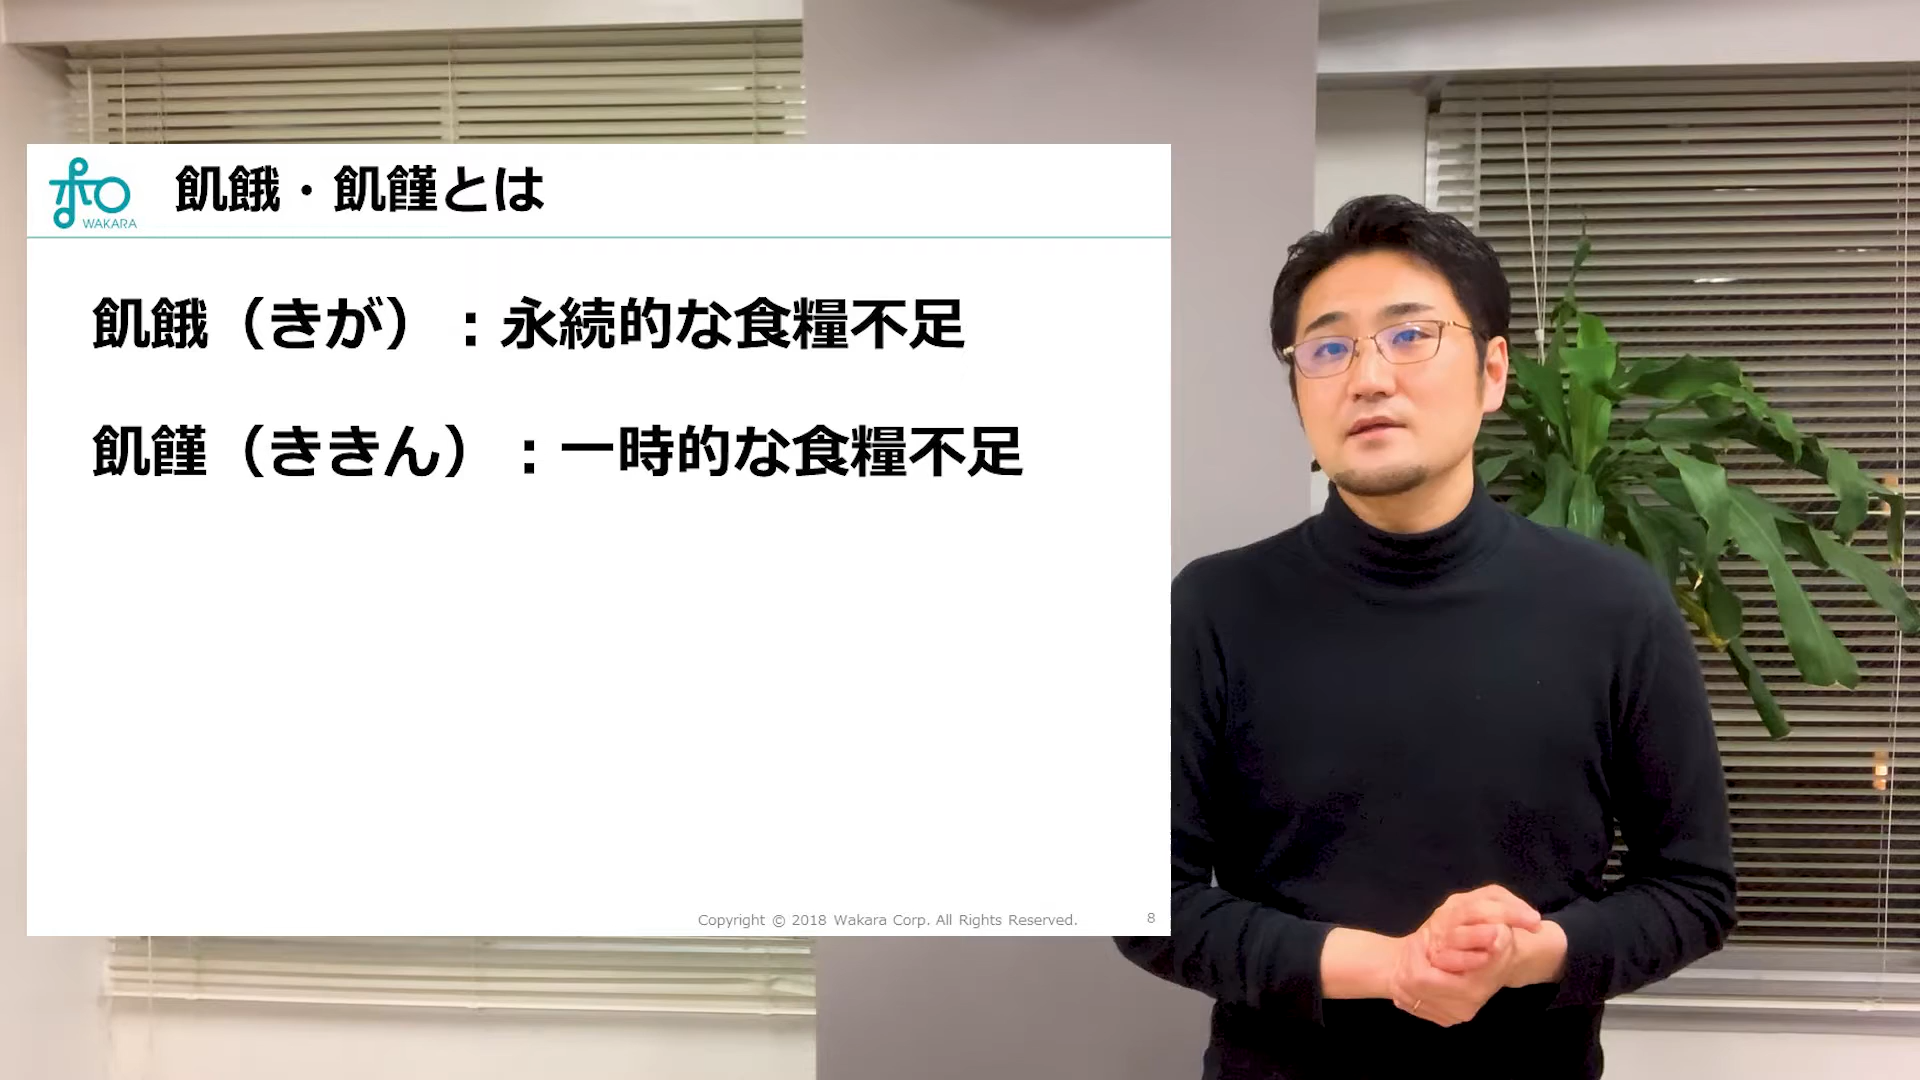 WAKARA
飢餓・飢饉とは
飢餓（きが）：永続的な食糧不足
飢饉（ききん）：一時的な食糧不足
Copyright © 2018 Wakara Corp. All Rights Reserved.
8